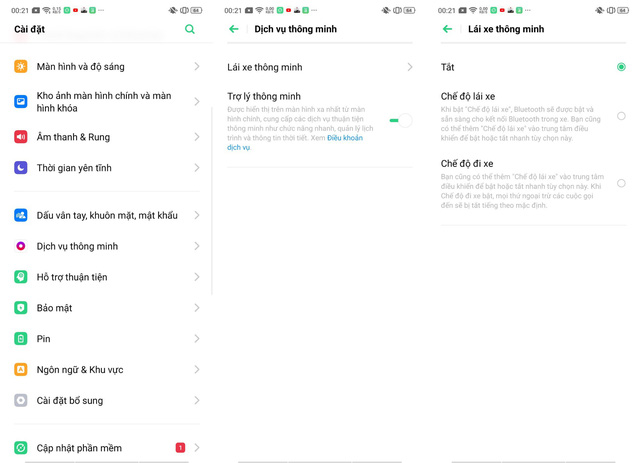 00:21
Cài đặt
Màn hình và độ sáng
Kho ảnh màn hình chính và màn
hình khóa
Âm thanh & Rung
Thời gian yên tĩnh
Dấu vân tay, khuôn mặt, mật khẩu
Dịch vụ thông minh
Hỗ trợ thuận tiện
Bảo mật
Pin
Ngôn ngữ & Khu vực
Cài đặt bổ sung
Cập nhật phần mềm 1
00:21
Dịch vụ thông minh
Lái xe thông minh
Trợ lý thông minh
Được hiển thị trên màn hình xa nhất từ màn
hình chính, cung cấp các dịch vụ thuận tiện
thông minh như chức năng nhanh, quản lý lịch
trình và thông tin thời tiết. Xem Điều khoản
dịch vụ
00:21
Lái xe thông minh
Tắt
Chế độ lái xe
Khi bật "Chế độ lái xe", Bluetooth sẽ được bật và
sẵn sàng cho kết nối Bluetooth trong xe. Bạn cũng
có thể thêm "Chế độ lái xe" vào trung tâm điều
khiển để bật hoặc tắt nhanh tùy chọn này.
Chế độ đi xe
Bạn cũng có thể thêm "Chế độ lái xe" vào trung tâm
điều khiển để bật hoặc tắt nhanh tùy chọn này. Khi
Chế độ đi xe bật, mọi thứ ngoại trừ các cuộc gọi
đến sẽ bị tắt tiếng theo mặc định.